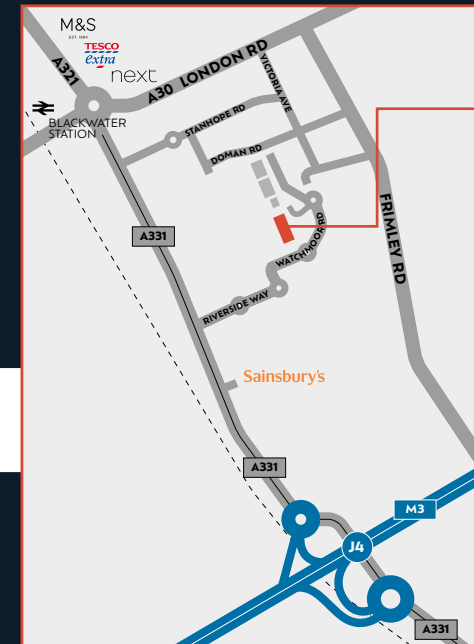 M&S
EST. 1884
TESCO
extra
next
A321
A30 LONDON RD
VICTORIA AVE
BLACKWATER
STATION
STANHOPE RD
DOMAN RD
A331
FRIMLEY RD
WATCHMOOR RD
RIVERSIDE WAY
Sainsbury's
A331
M3
J4
A331